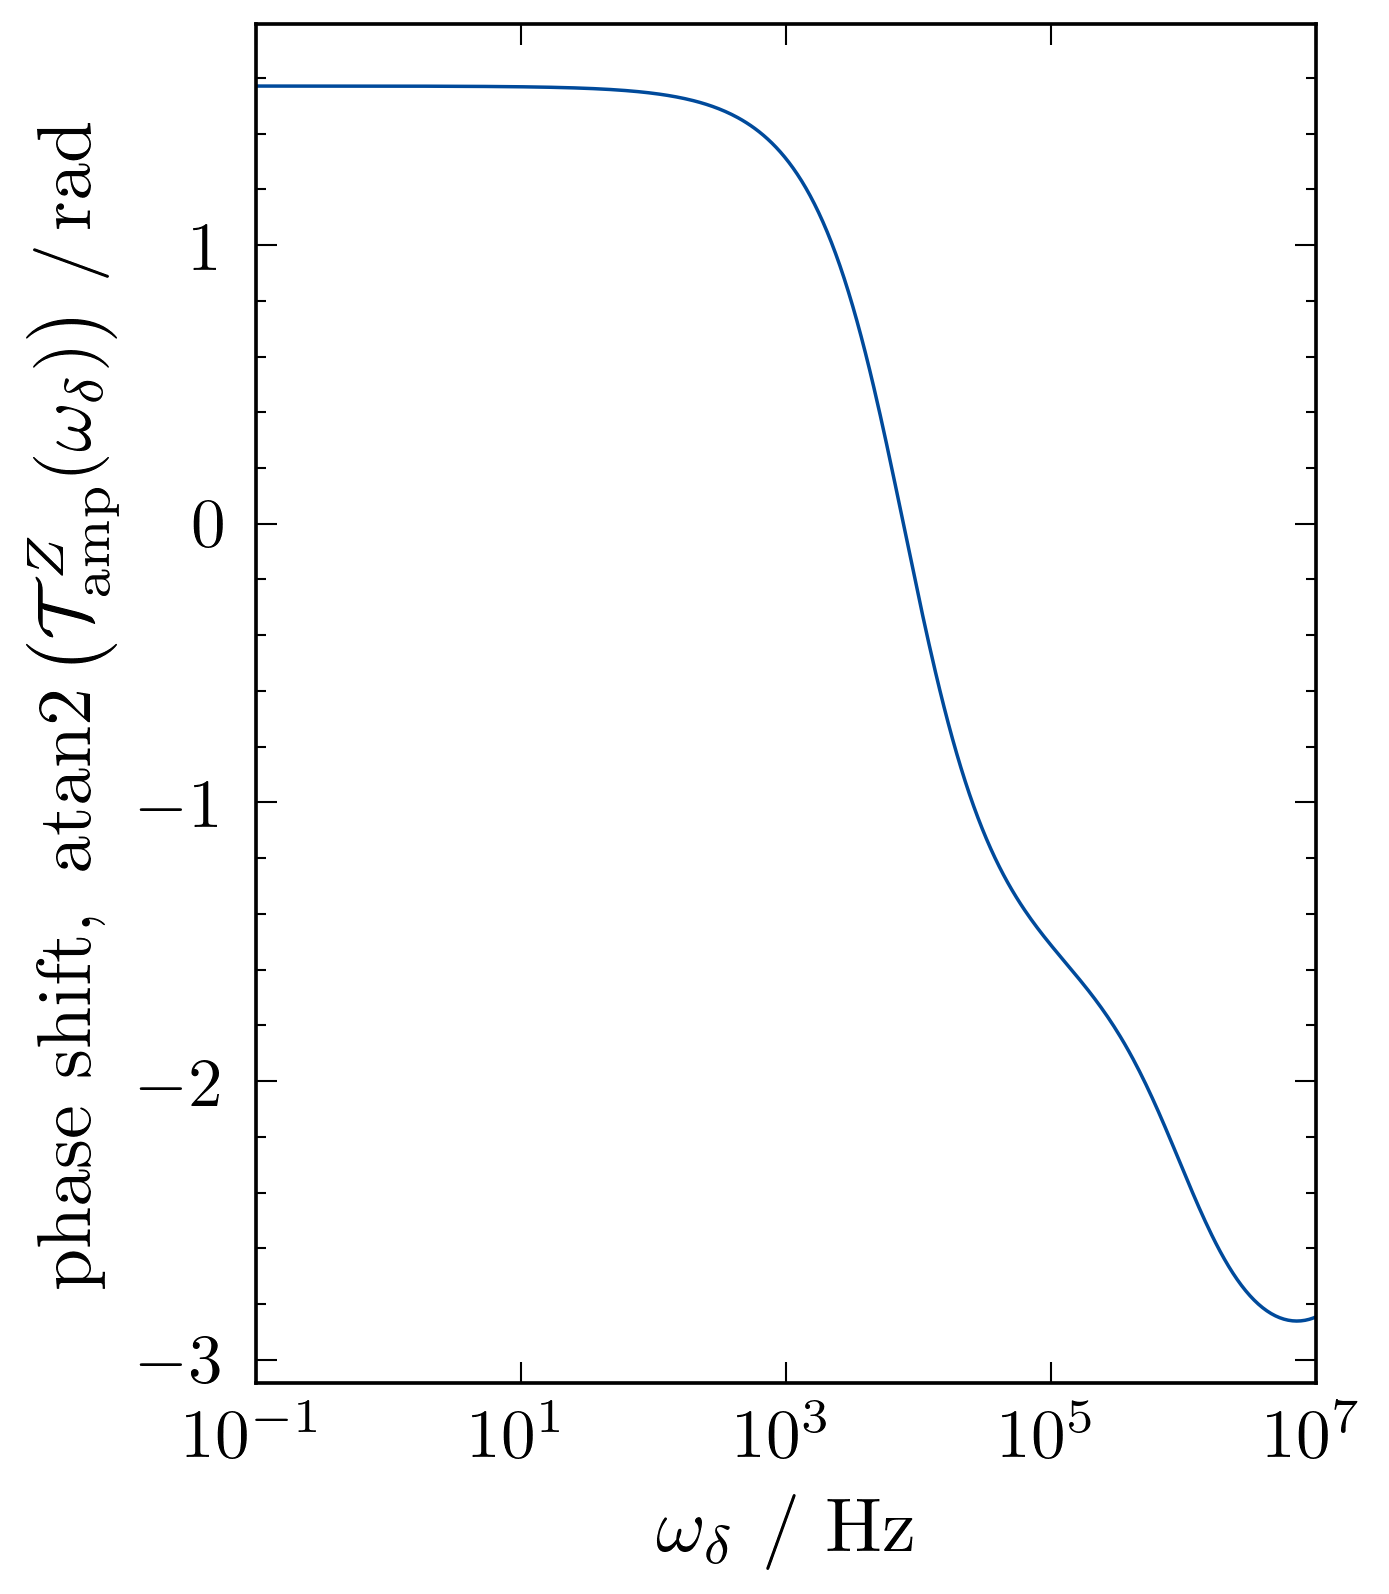 phase shift, atan2 (𝒯^Z_amp(ω_δ)) / rad
1
0
−1
−2
−3
10^−1 10^1 10^3 10^5 10^7
ω_δ / Hz